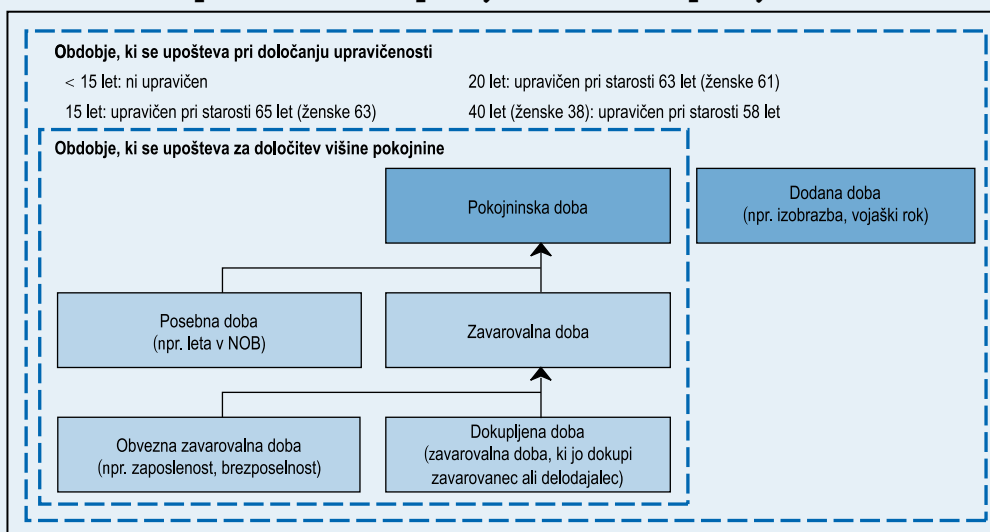 Obdobje, ki se upošteva pri določanju upravičenosti
< 15 let: ni upravičen
20 let: upravičen pri starosti 63 let (ženske 61)
15 let: upravičen pri starosti 65 let (ženske 63)
40 let (ženske 38): upravičen pri starosti 58 let
Obdobje, ki se upošteva za določitev višine pokojnine
Pokojninska doba
Dodana doba
(npr. izobrazba, vojaški rok)
Posebna doba
(npr. leta v NOB)
Zavarovalna doba
Obvezna zavarovalna doba
(npr. zaposlenost, brezposelnost)
Dokupljena doba
(zavarovalna doba, ki jo dokupi
zavarovanec ali delodajalec)